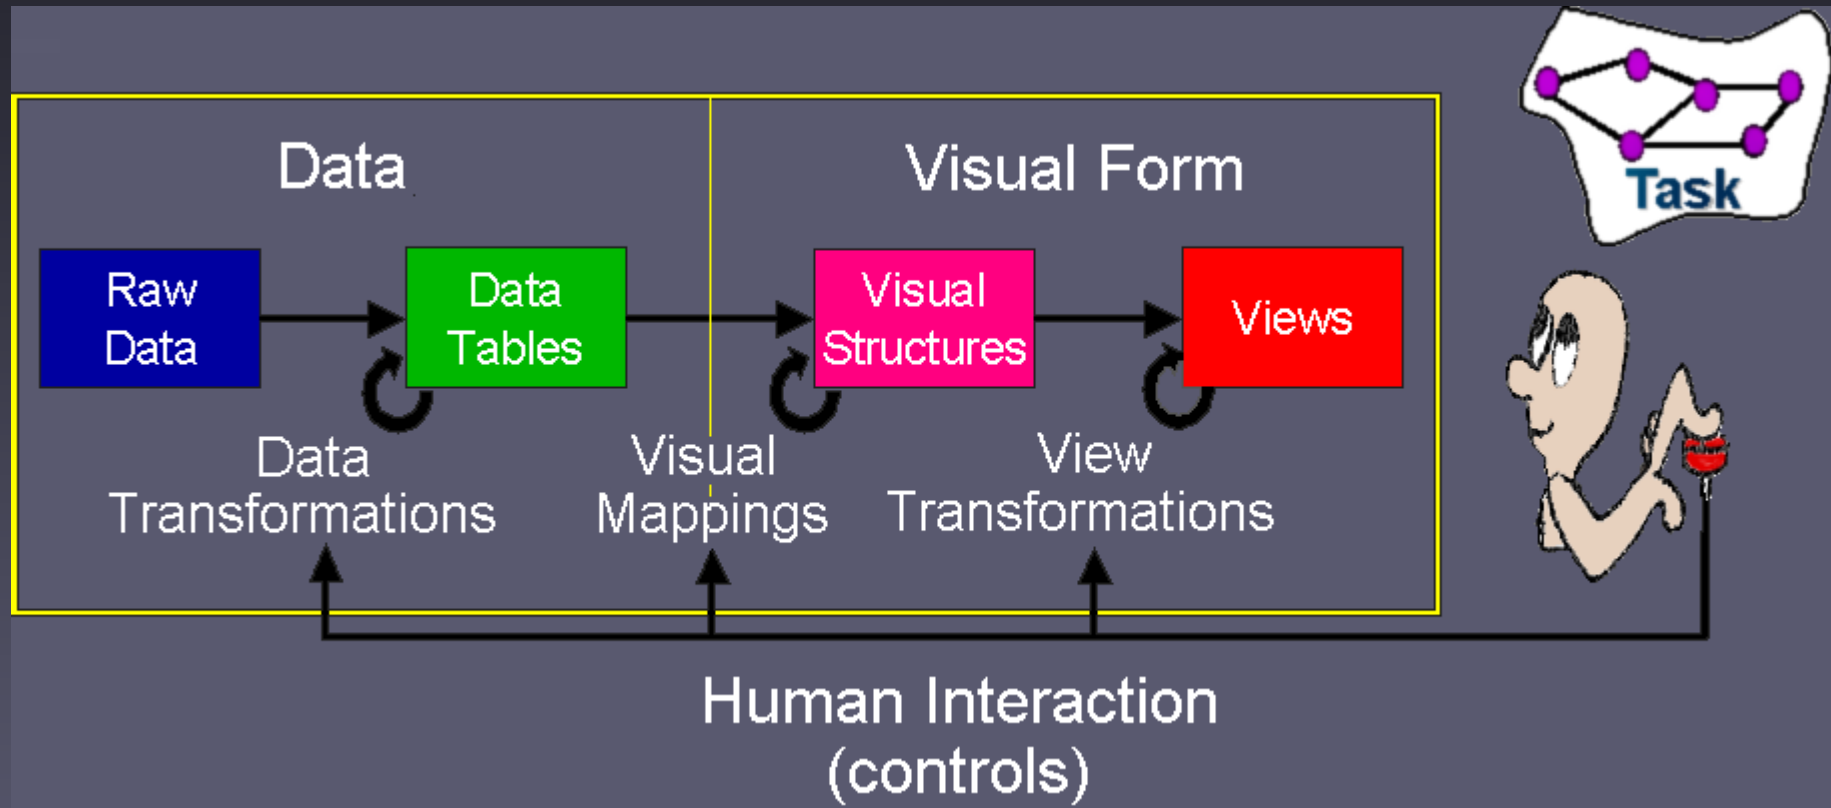 Task
Data
Visual Form
Raw
Data
Data
Tables
Visual
Structures
Views
Data
Transformations
Visual
Mappings
View
Transformations
Human Interaction
(controls)